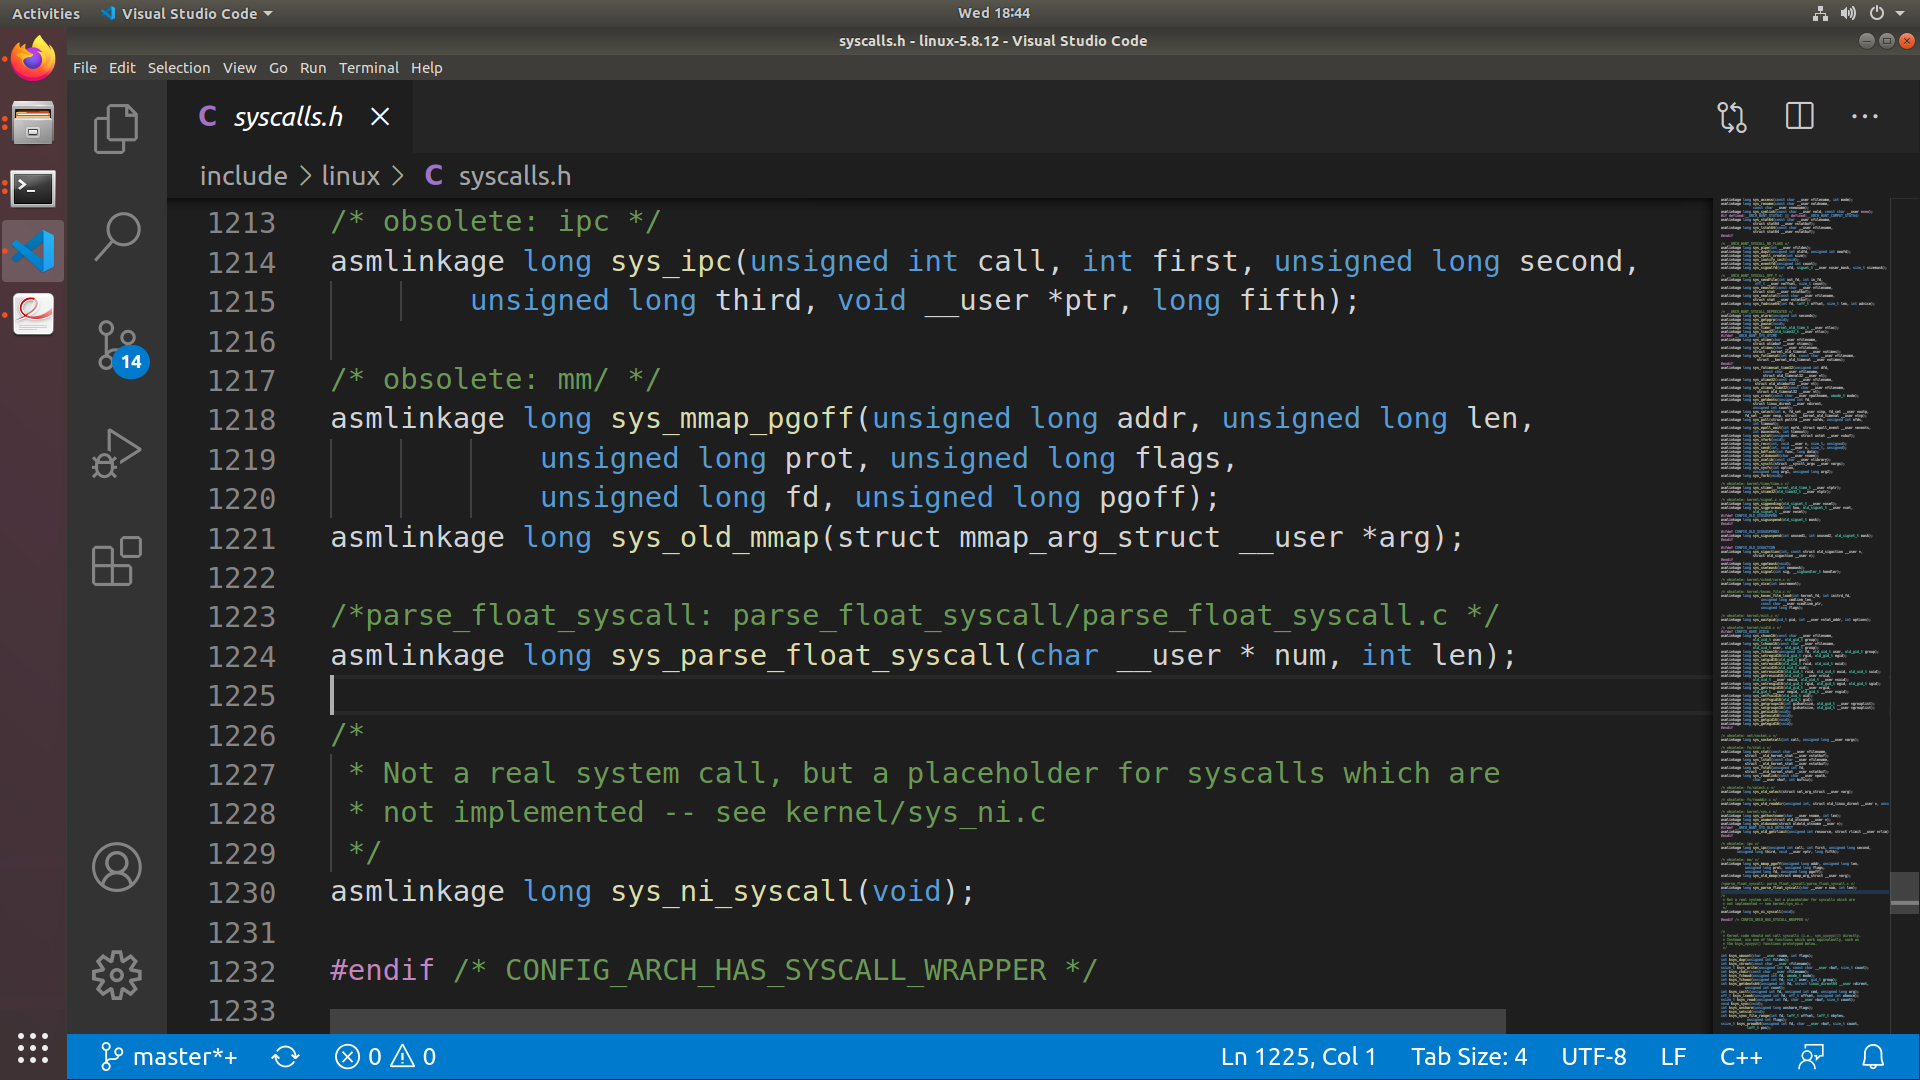 Activities Visual Studio Code Wed 18:44
syscalls.h - linux-5.8.12 - Visual Studio Code
File Edit Selection View Go Run Terminal Help
C syscalls.h
include > linux > C syscalls.h
1213 /* obsolete: ipc */
1214 asmlinkage long sys_ipc(unsigned int call, int first, unsigned long second,
1215 unsigned long third, void __user *ptr, long fifth);
1216
1217 /* obsolete: mm/ */
1218 asmlinkage long sys_mmap_pgoff(unsigned long addr, unsigned long len,
1219 unsigned long prot, unsigned long flags,
1220 unsigned long fd, unsigned long pgoff);
1221 asmlinkage long sys_old_mmap(struct mmap_arg_struct __user *arg);
1222
1223 /*parse_float_syscall: parse_float_syscall/parse_float_syscall.c */
1224 asmlinkage long sys_parse_float_syscall(char __user * num, int len);
1225
1226 /*
1227 * Not a real system call, but a placeholder for syscalls which are
1228 * not implemented -- see kernel/sys_ni.c
1229 */
1230 asmlinkage long sys_ni_syscall(void);
1231
1232 #endif /* CONFIG_ARCH_HAS_SYSCALL_WRAPPER */
1233
14
master*+ 0 0 Ln 1225, Col 1 Tab Size: 4 UTF-8 LF C++